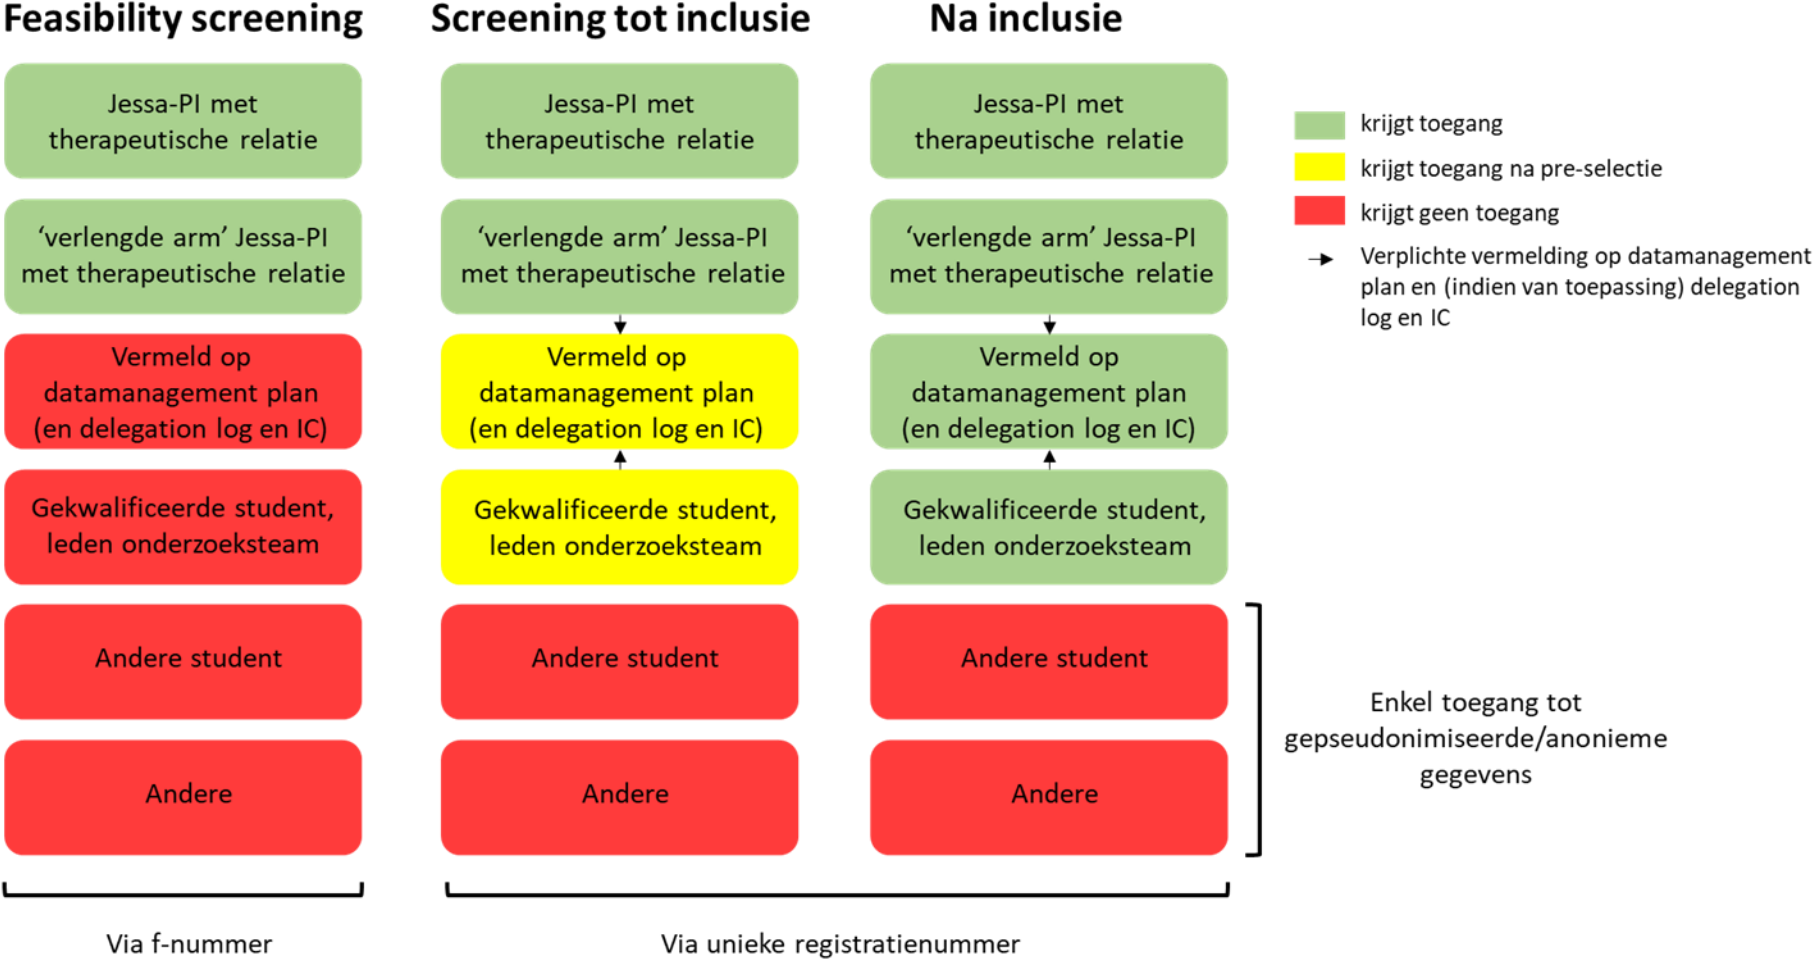 Feasibility screening
Jessa-PI met
therapeutische relatie
‘verlengde arm’ Jessa-PI
met therapeutische relatie
Vermeld op
datamanagement plan
(en delegation log en IC)
Gekwalificeerde student,
leden onderzoeksteam
Andere student
Andere
Via f-nummer
Screening tot inclusie
Jessa-PI met
therapeutische relatie
‘verlengde arm’ Jessa-PI
met therapeutische relatie
Vermeld op
datamanagement plan
(en delegation log en IC)
Gekwalificeerde student,
leden onderzoeksteam
Andere student
Andere
Na inclusie
Jessa-PI met
therapeutische relatie
‘verlengde arm’ Jessa-PI
met therapeutische relatie
Vermeld op
datamanagement plan
(en delegation log en IC)
Gekwalificeerde student,
leden onderzoeksteam
Andere student
Andere
Via unieke registratienummer
krijgt toegang
krijgt toegang na pre-selectie
krijgt geen toegang
Verplichte vermelding op datamanagement
plan en (indien van toepassing) delegation
log en IC
Enkel toegang tot
gepseudonimiseerde/anonieme
gegevens